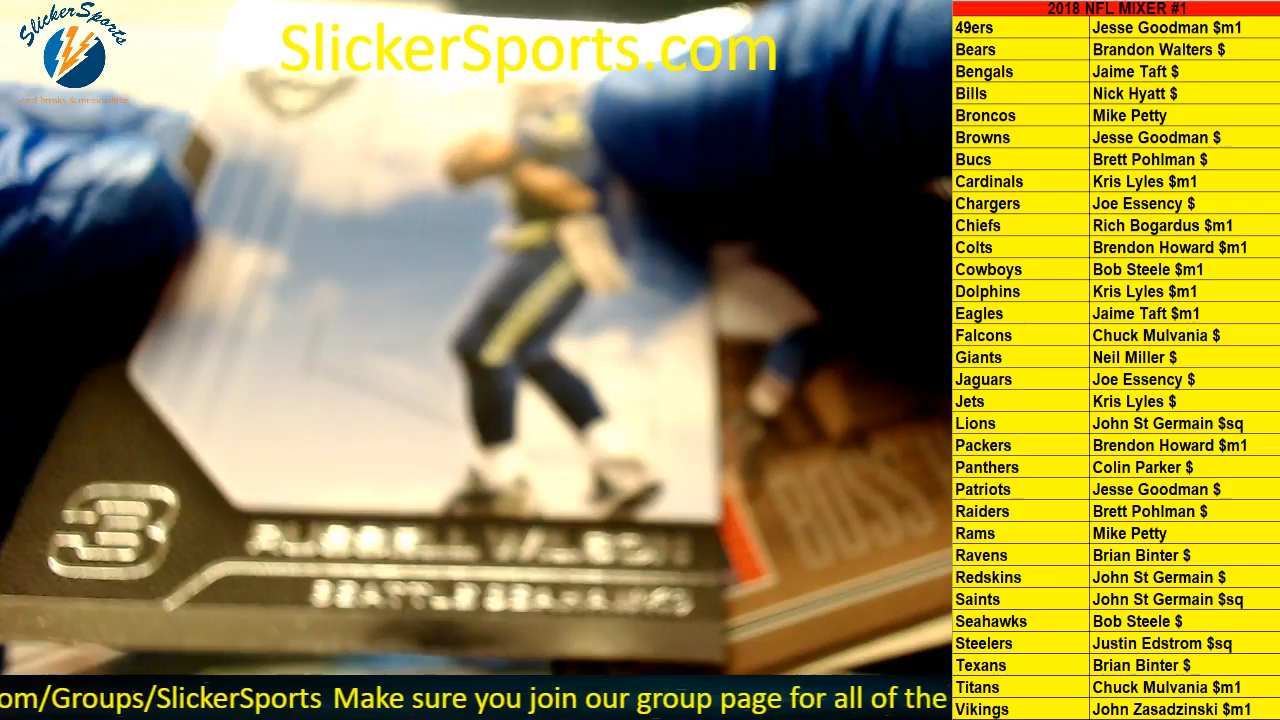 SlickerSports
card breaks & memorabilia
SlickerSports.com
RUSSELL WILSON
SEATTLE SEAHAWKS
BOSS
om/Groups/SlickerSports Make sure you join our group page for all of the
2018 NFL MIXER #1
49ers Jesse Goodman $m1
Bears Brandon Walters $
Bengals Jaime Taft $
Bills Nick Hyatt $
Broncos Mike Petty
Browns Jesse Goodman $
Bucs Brett Pohlman $
Cardinals Kris Lyles $m1
Chargers Joe Essency $
Chiefs Rich Bogardus $m1
Colts Brendon Howard $m1
Cowboys Bob Steele $m1
Dolphins Kris Lyles $m1
Eagles Jaime Taft $m1
Falcons Chuck Mulvania $
Giants Neil Miller $
Jaguars Joe Essency $
Jets Kris Lyles $
Lions John St Germain $sq
Packers Brendon Howard $m1
Panthers Colin Parker $
Patriots Jesse Goodman $
Raiders Brett Pohlman $
Rams Mike Petty
Ravens Brian Binter $
Redskins John St Germain $
Saints John St Germain $sq
Seahawks Bob Steele $
Steelers Justin Edstrom $sq
Texans Brian Binter $
Titans Chuck Mulvania $m1
Vikings John Zasadzinski $m1